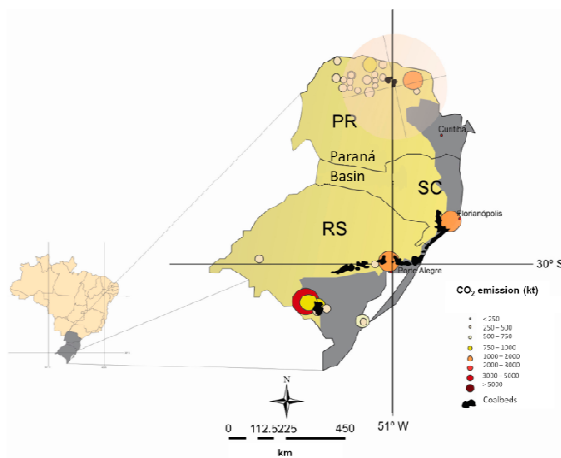 PR
Curitiba
Paraná
Basin
SC
Florianópolis
RS
Porto Alegre
30° S
CO₂ emission (kt)
< 250
250 – 500
500 – 750
750 – 1000
1000 – 2000
2000 – 3000
3000 – 5000
> 5000
Coalbeds
N
51° W
0 112.5225 450
km